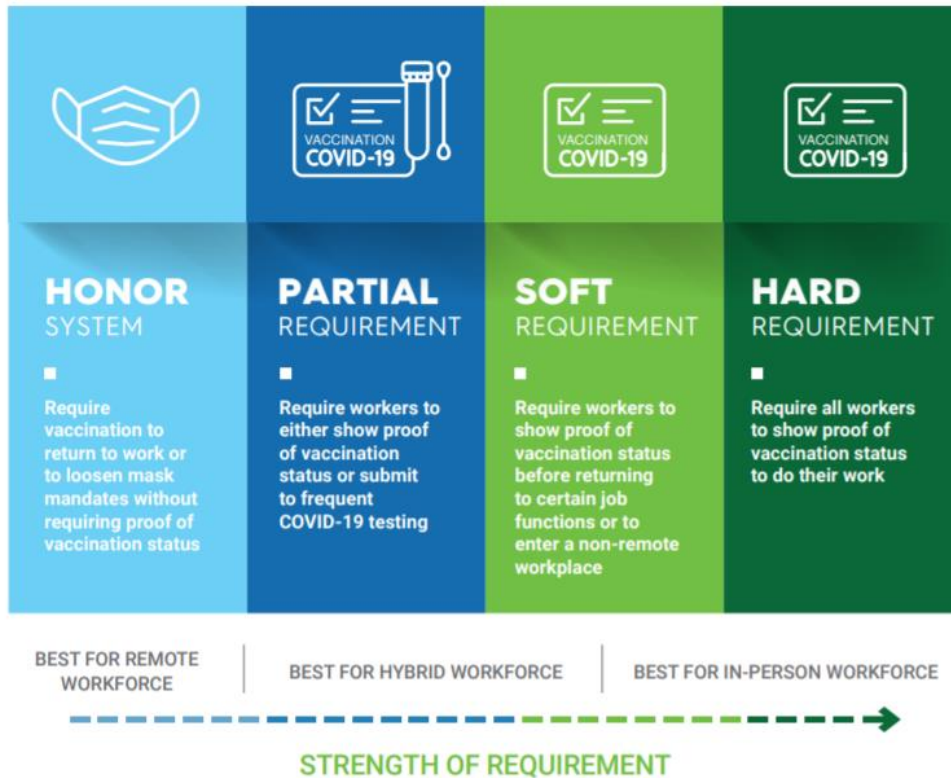 VACCINATION
COVID-19
VACCINATION
COVID-19
VACCINATION
COVID-19
HONOR
SYSTEM
Require
vaccination to
return to work or
to loosen mask
mandates without
requiring proof of
vaccination status
PARTIAL
REQUIREMENT
Require workers to
either show proof
of vaccination
status or submit
to frequent
COVID-19 testing
SOFT
REQUIREMENT
Require workers to
show proof of
vaccination status
before returning
to certain job
functions or to
enter a non-remote
workplace
HARD
REQUIREMENT
Require all workers
to show proof of
vaccination status
to do their work
BEST FOR REMOTE
WORKFORCE
BEST FOR HYBRID WORKFORCE
BEST FOR IN-PERSON WORKFORCE
STRENGTH OF REQUIREMENT